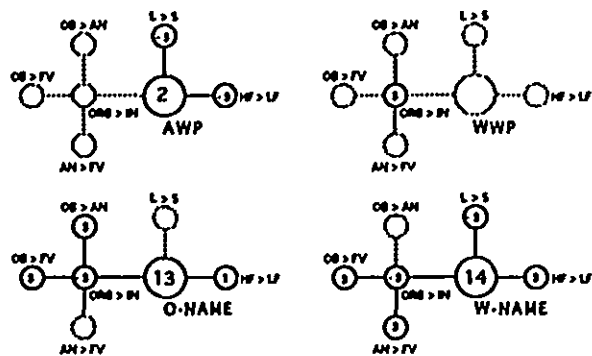 L > S
OB > AN
OB > FV
2
HF > LF
ORG > IN
AWP
AN > FV
L > S
OB > AN
OB > FV
HF > LF
ORG > IN
WWP
AN > FV
L > S
OB > AN
OB > FV
13
HF > LF
ORG > IN
O-NAME
AN > FV
L > S
OB > AN
OB > FV
14
HF > LF
ORG > IN
W-NAME
AN > FV